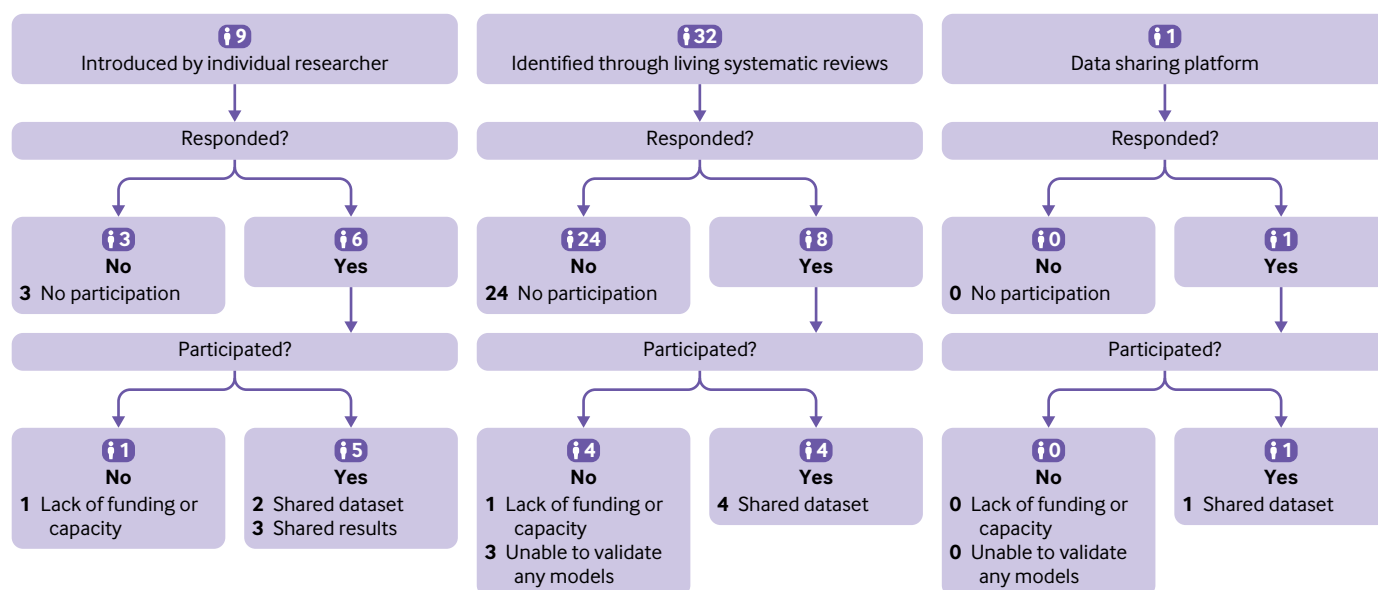 9
Introduced by individual researcher
Responded?
3
No
3 No participation
6
Yes
Participated?
1
No
1 Lack of funding or
capacity
5
Yes
2 Shared dataset
3 Shared results
32
Identified through living systematic reviews
Responded?
24
No
24 No participation
8
Yes
Participated?
4
No
1 Lack of funding or
capacity
3 Unable to validate
any models
4
Yes
4 Shared dataset
1
Data sharing platform
Responded?
0
No
0 No participation
1
Yes
Participated?
0
No
0 Lack of funding or
capacity
0 Unable to validate
any models
1
Yes
1 Shared dataset